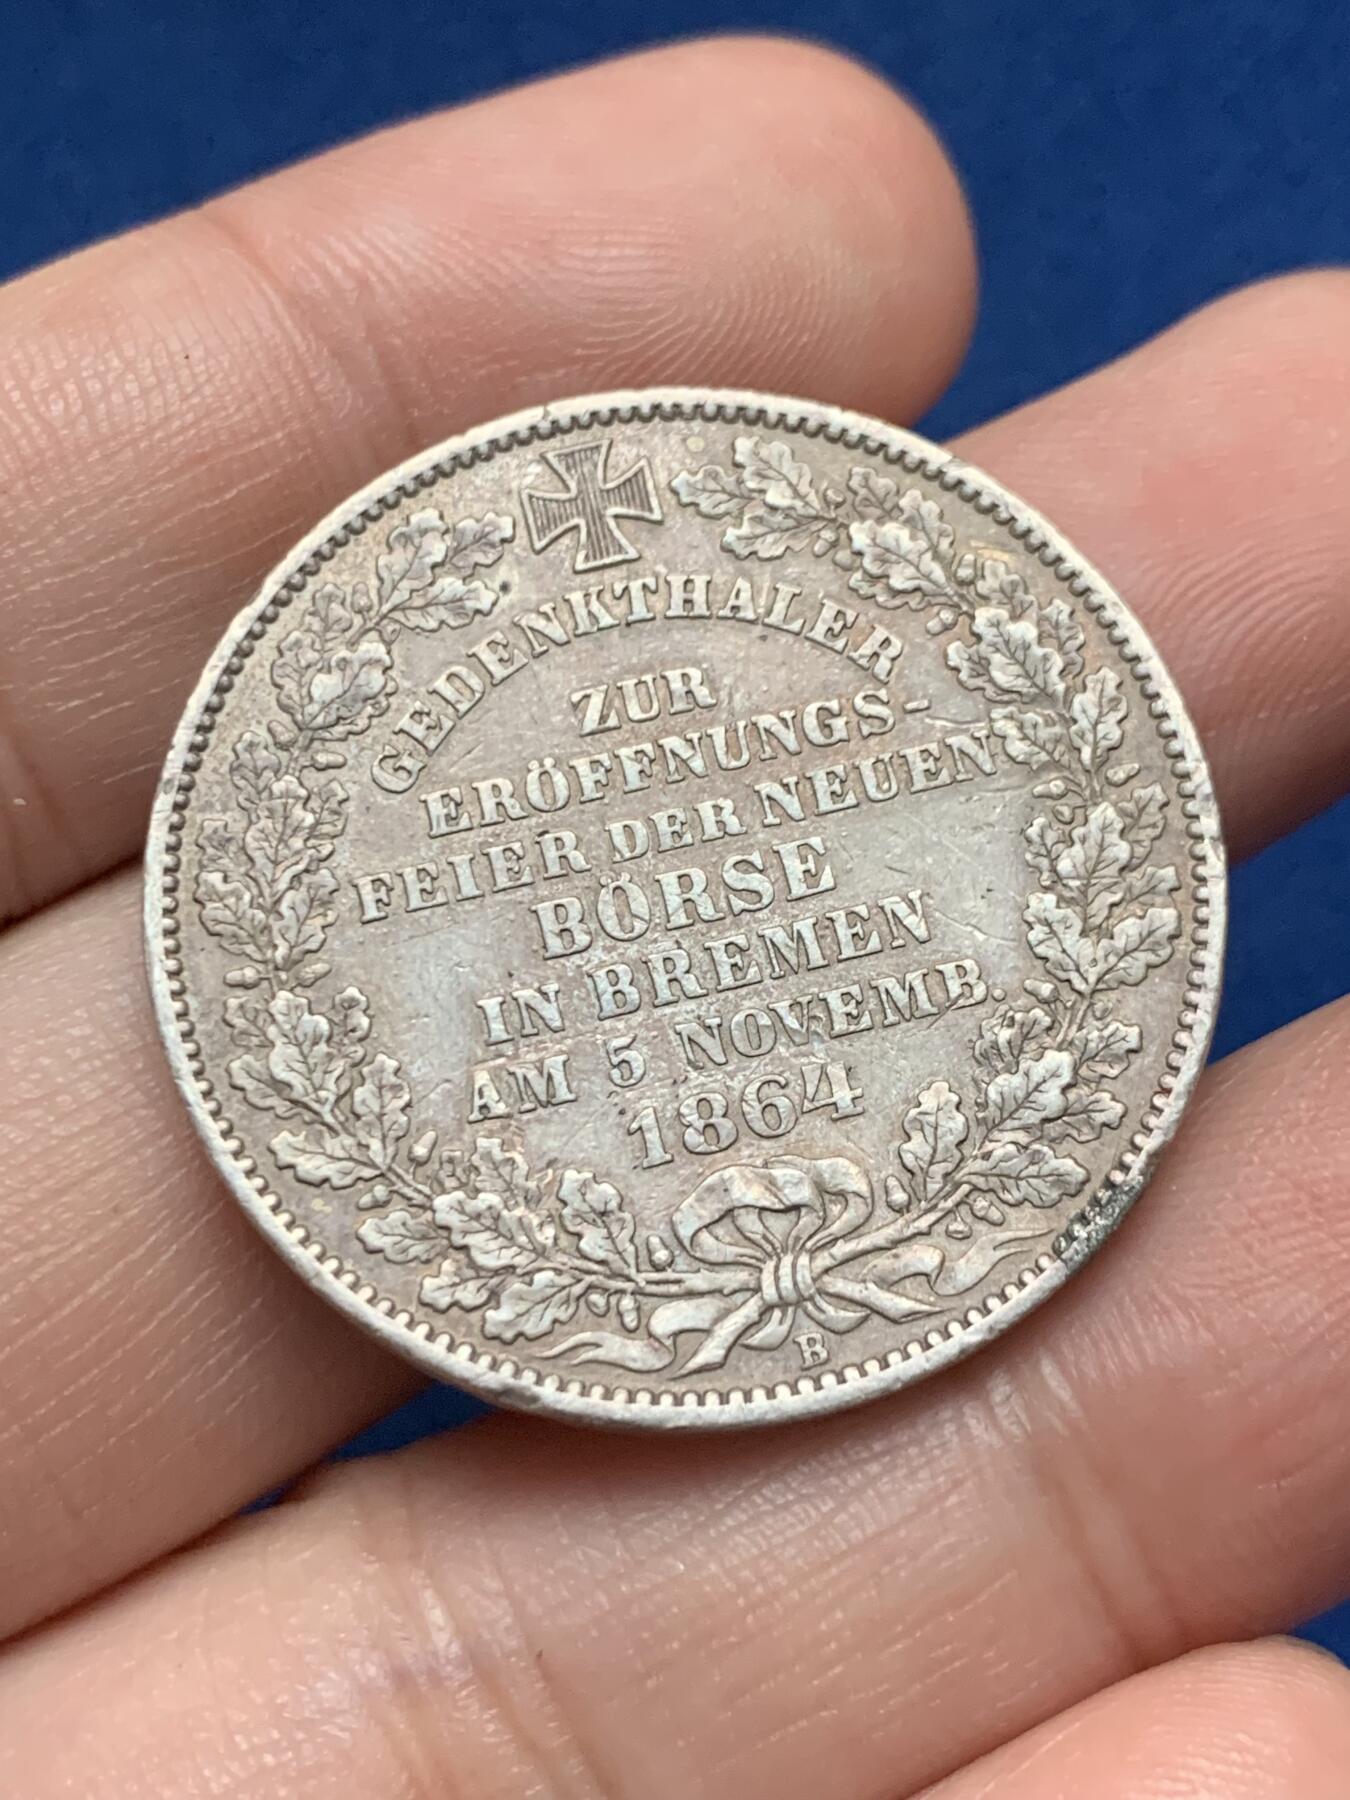 GEDENKTHALER
ZUR
ERÖFFNUNGS-
FEIER DER NEUEN
BÖRSE
IN BREMEN
AM 5 NOVEMB.
1864
B